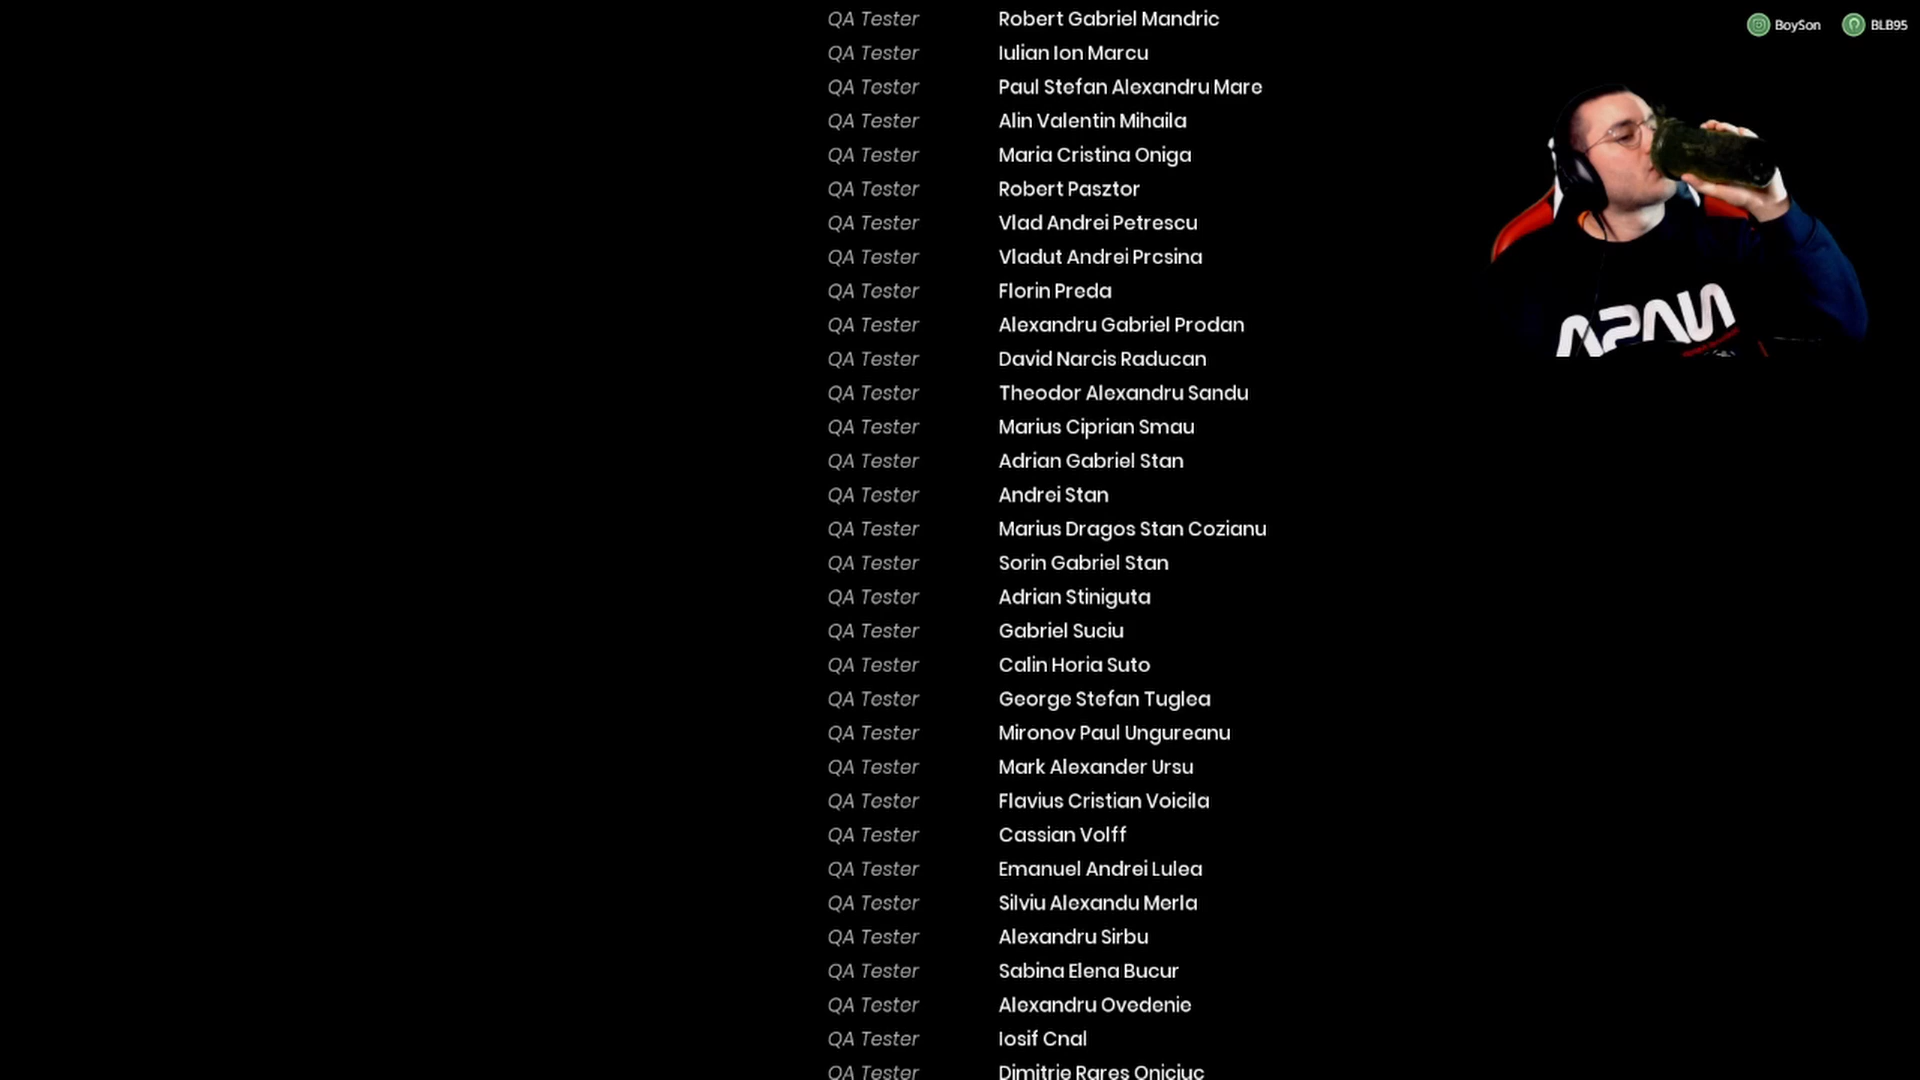 QA Tester Robert Gabriel Mandric
QA Tester Iulian Ion Marcu
QA Tester Paul Stefan Alexandru Mare
QA Tester Alin Valentin Mihaila
QA Tester Maria Cristina Oniga
QA Tester Robert Pasztor
QA Tester Vlad Andrei Petrescu
QA Tester Vladut Andrei Prcsina
QA Tester Florin Preda
QA Tester Alexandru Gabriel Prodan
QA Tester David Narcis Raducan
QA Tester Theodor Alexandru Sandu
QA Tester Marius Ciprian Smau
QA Tester Adrian Gabriel Stan
QA Tester Andrei Stan
QA Tester Marius Dragos Stan Cozianu
QA Tester Sorin Gabriel Stan
QA Tester Adrian Stiniguta
QA Tester Gabriel Suciu
QA Tester Calin Horia Suto
QA Tester George Stefan Tuglea
QA Tester Mironov Paul Ungureanu
QA Tester Mark Alexander Ursu
QA Tester Flavius Cristian Voicila
QA Tester Cassian Volff
QA Tester Emanuel Andrei Lulea
QA Tester Silviu Alexandu Merla
QA Tester Alexandru Sirbu
QA Tester Sabina Elena Bucur
QA Tester Alexandru Ovedenie
QA Tester Iosif Cnal
QA Tester Dimitrie Rares Oniciuc
BoySon BLB95
NASA